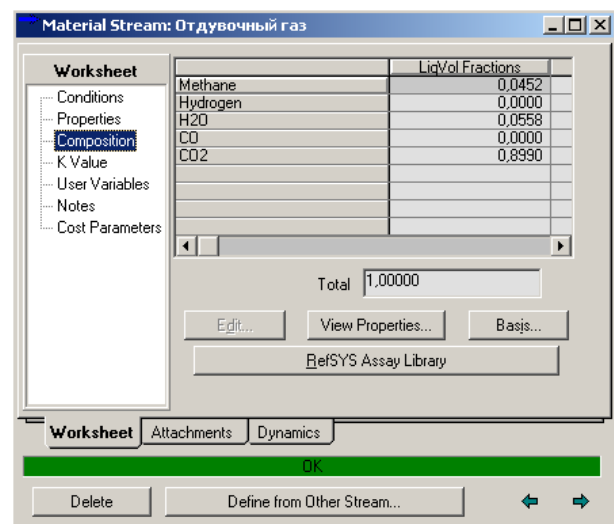 Material Stream: Отдувочный газ
Worksheet
Conditions
Properties
Composition
K Value
User Variables
Notes
Cost Parameters
LiqVol Fractions
Methane 0,0452
Hydrogen 0,0000
H2O 0,0558
CO 0,0000
CO2 0,8990
Total 1,00000
Edit... View Properties... Basis...
RefSYS Assay Library
Worksheet Attachments Dynamics
OK
Delete Define from Other Stream...